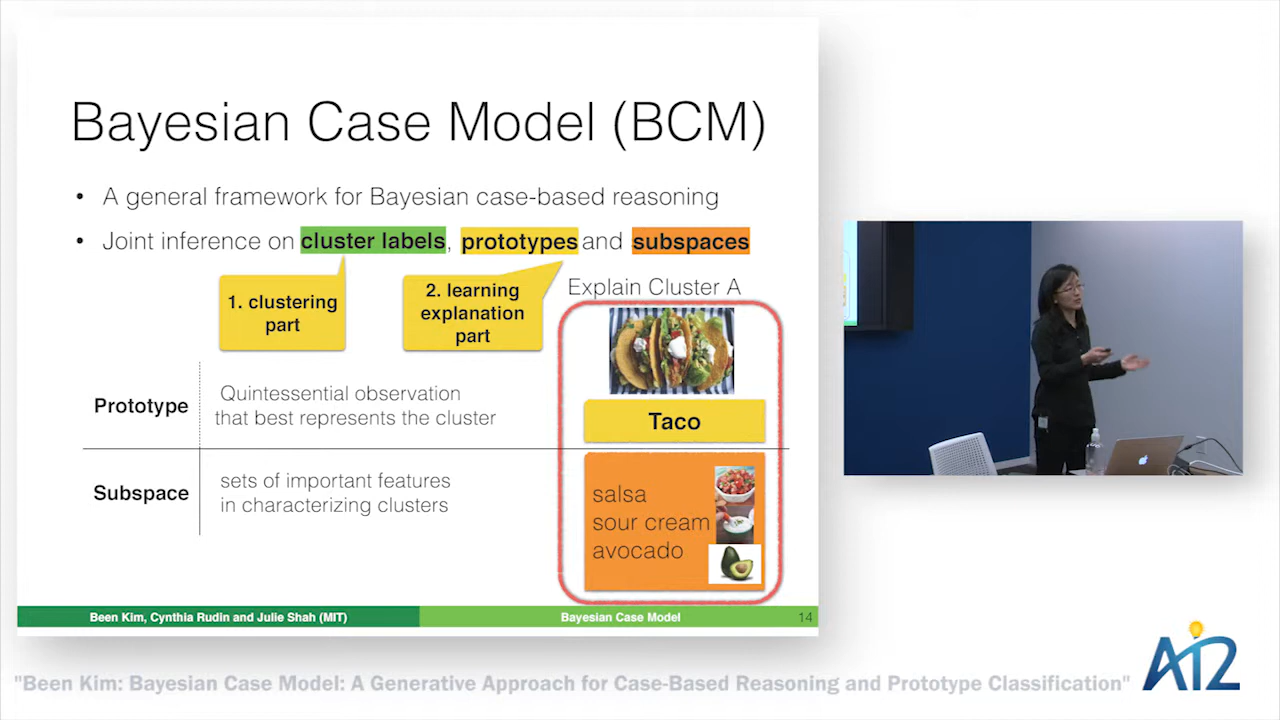 Bayesian Case Model (BCM)
• A general framework for Bayesian case-based reasoning
• Joint inference on cluster labels, prototypes and subspaces
1. clustering
part
2. learning
explanation
part
Explain Cluster A
Prototype
Quintessential observation
that best represents the cluster
Taco
Subspace
sets of important features
in characterizing clusters
salsa
sour cream
avocado
Been Kim, Cynthia Rudin and Julie Shah (MIT)
Bayesian Case Model
14
"Been Kim: Bayesian Case Model: A Generative Approach for Case-Based Reasoning and Prototype Classification"
AI2